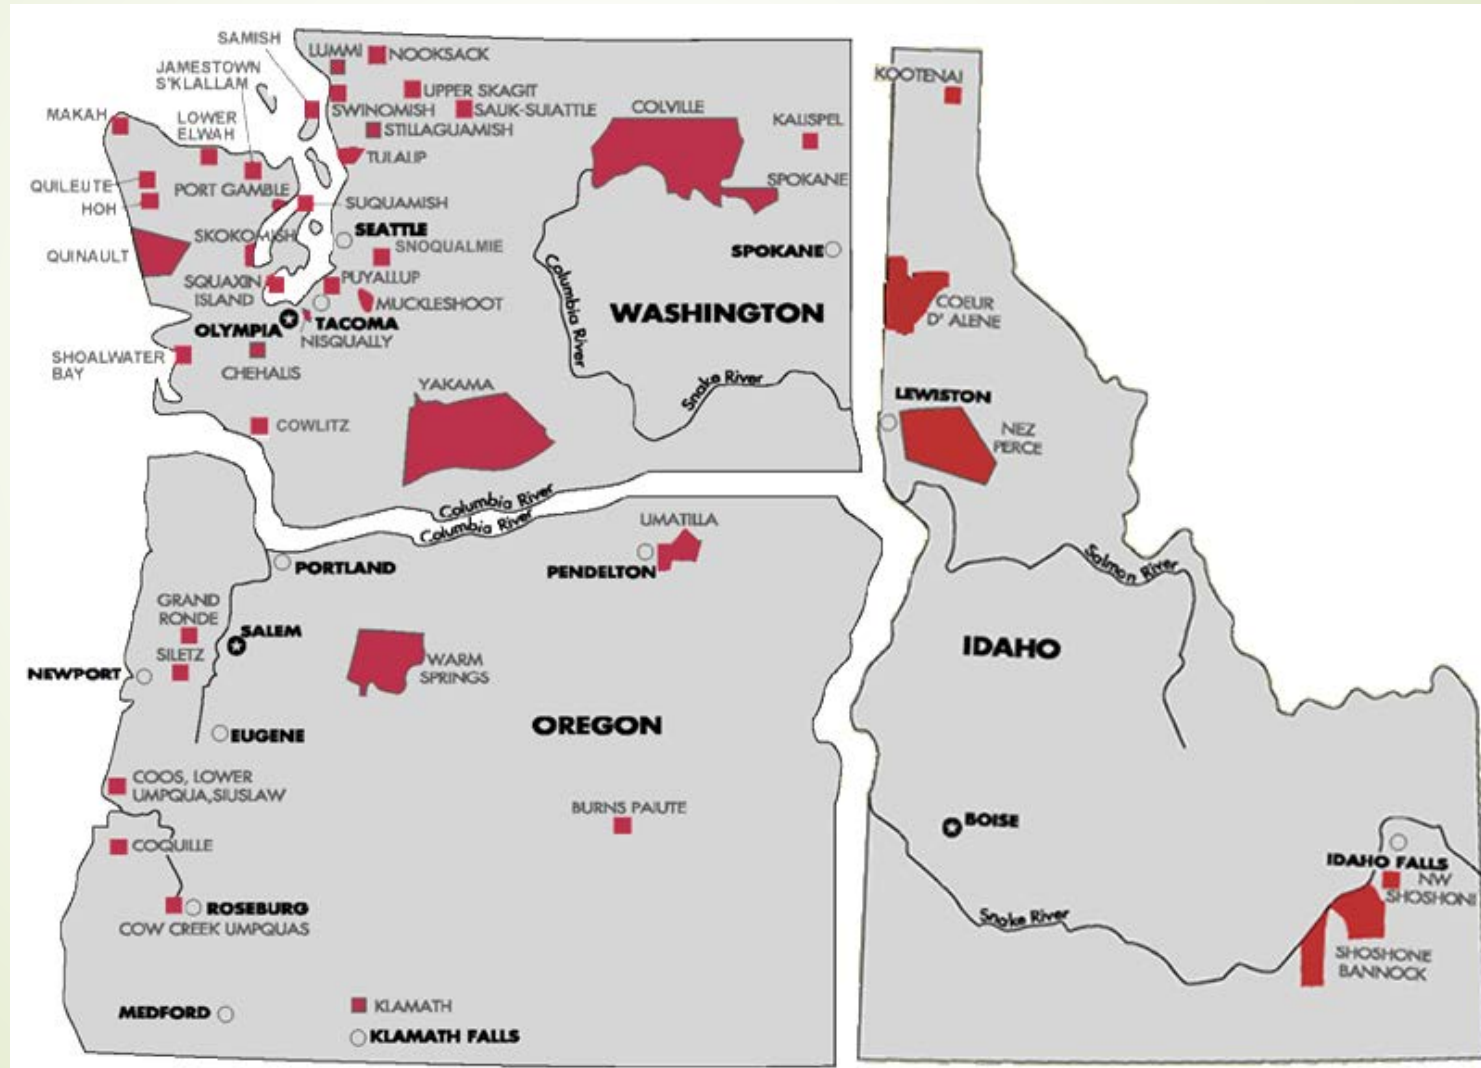 SAMISH
LUMMI
NOOKSACK
JAMESTOWN
S'KLALLAM
UPPER SKAGIT
SWINOMISH
SAUK-SUIATTLE
MAKAH
LOWER
ELWAH
STILLAGUAMISH
TULALIP
COLVILLE
KALISPEL
KOOTENAI
QUILEUTE
PORT GAMBLE
SPOKANE
HOH
SUQUAMISH
SEATTLE
SKOKOMISH
SNOQUALMIE
QUINAULT
SPOKANE
SQUAXIN
ISLAND
PUYALLUP
MUCKLESHOOT
Columbia River
WASHINGTON
COEUR
D' ALENE
OLYMPIA
TACOMA
NISQUALLY
SHOALWATER
BAY
CHEHALIS
YAKAMA
Snake River
LEWISTON
COWLITZ
NEZ
PERCE
Columbia River
Columbia River
UMATILLA
PORTLAND
PENDELTON
Salmon River
GRAND
RONDE
SALEM
SILETZ
NEWPORT
WARM
SPRINGS
IDAHO
EUGENE
OREGON
COOS, LOWER
UMPQUA,SIUSLAW
BURNS PAIUTE
BOISE
COQUILLE
IDAHO FALLS
NW
SHOSHONI
ROSEBURG
COW CREEK UMPQUAS
Snake River
SHOSHONE
BANNOCK
MEDFORD
KLAMATH
KLAMATH FALLS